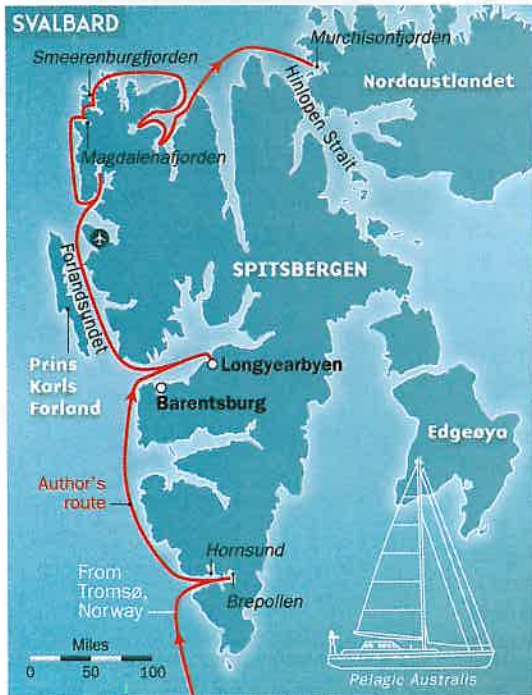 SVALBARD
Murchisonfjorden
Smeerenburgfjorden
Nordaustlandet
Hinlopen Strait
Magdalenafjorden
Forlandsundet
SPITSBERGEN
Prins
Karls
Forland
Longyearbyen
Barentsburg
Edgeøya
Author's
route
Hornsund
From
Tromsø,
Norway
Brepollen
Miles
0 50 100
Pelagic Australis